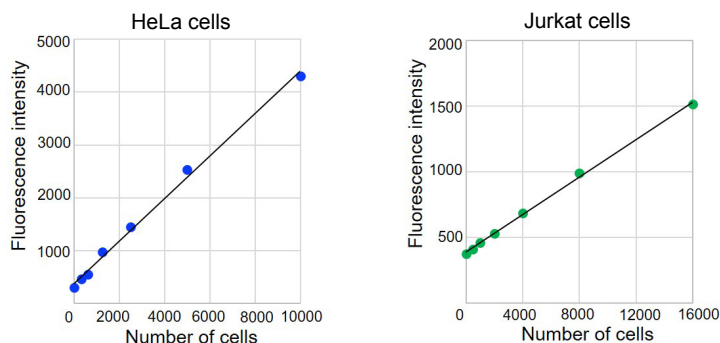 HeLa cells
Fluorescence intensity
5000
4000
3000
2000
1000
0 2000 4000 6000 8000 10000
Number of cells
Jurkat cells
Fluorescence intensity
2000
1500
1000
500
0 4000 8000 12000 16000
Number of cells